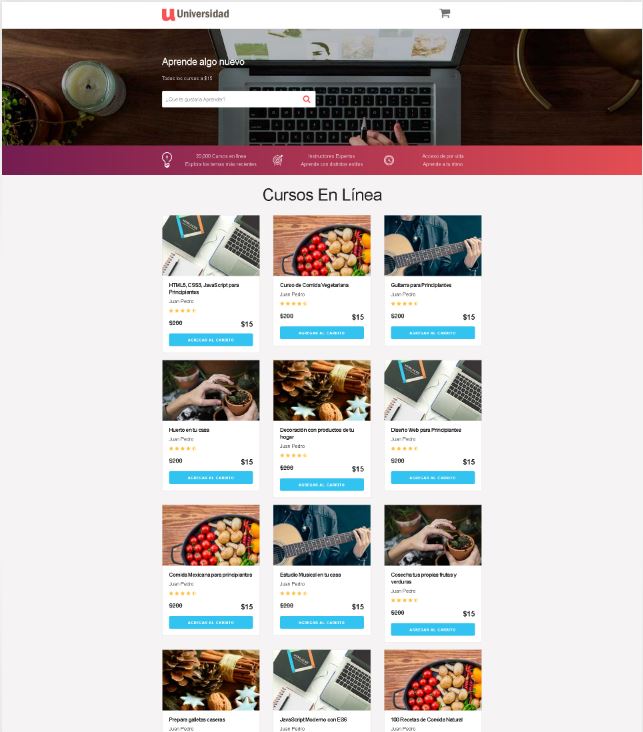 Universidad
Aprende algo nuevo
Todos los cursos a $15
¿Que te gustaría Aprender?
20,000 Cursos en línea
Explora los temas más recientes
Instructores Expertos
Aprende con distintos estilos
Acceso de por vida
Aprende a tu ritmo
Cursos En Línea
HTML5, CSS3, JavaScript para
Principiantes
Juan Pedro
$200 $15
AGREGAR AL CARRITO
Curso de Comida Vegetariana
Juan Pedro
$200 $15
AGREGAR AL CARRITO
Guitarra para Principiantes
Juan Pedro
$200 $15
AGREGAR AL CARRITO
Huerto en tu casa
Juan Pedro
$200 $15
AGREGAR AL CARRITO
Decoración con productos de tu
hogar
Juan Pedro
$200 $15
AGREGAR AL CARRITO
Diseño Web para Principiantes
Juan Pedro
$200 $15
AGREGAR AL CARRITO
Comida Mexicana para principiantes
Juan Pedro
$200 $15
AGREGAR AL CARRITO
Estudio Musical en tu casa
Juan Pedro
$200 $15
AGREGAR AL CARRITO
Cosecha tus propias frutas y
verduras
Juan Pedro
$200 $15
AGREGAR AL CARRITO
Prepara galletas caseras
Juan Pedro
JavaScript Moderno con ES6
Juan Pedro
100 Recetas de Comida Natural
Juan Pedro